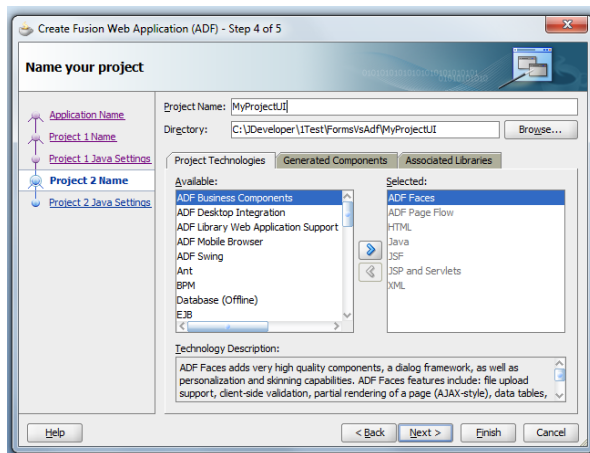 Create Fusion Web Application (ADF) - Step 4 of 5
Name your project
Application Name
Project 1 Name
Project 1 Java Settings
Project 2 Name
Project 2 Java Settings
Project Name: MyProjectUI
Directory: C:\JDeveloper\1Test\FormsVsAdf\MyProjectUI Browse...
Project Technologies Generated Components Associated Libraries
Available:
ADF Business Components
ADF Desktop Integration
ADF Library Web Application Support
ADF Mobile Browser
ADF Swing
Ant
BPM
Database (Offline)
EJB
Selected:
ADF Faces
ADF Page Flow
HTML
Java
JSF
JSP and Servlets
XML
Technology Description:
ADF Faces adds very high quality components, a dialog framework, as well as
personalization and skinning capabilities. ADF Faces features include: file upload
support, client-side validation, partial rendering of a page (AJAX-style), data tables,
Help < Back Next > Finish Cancel